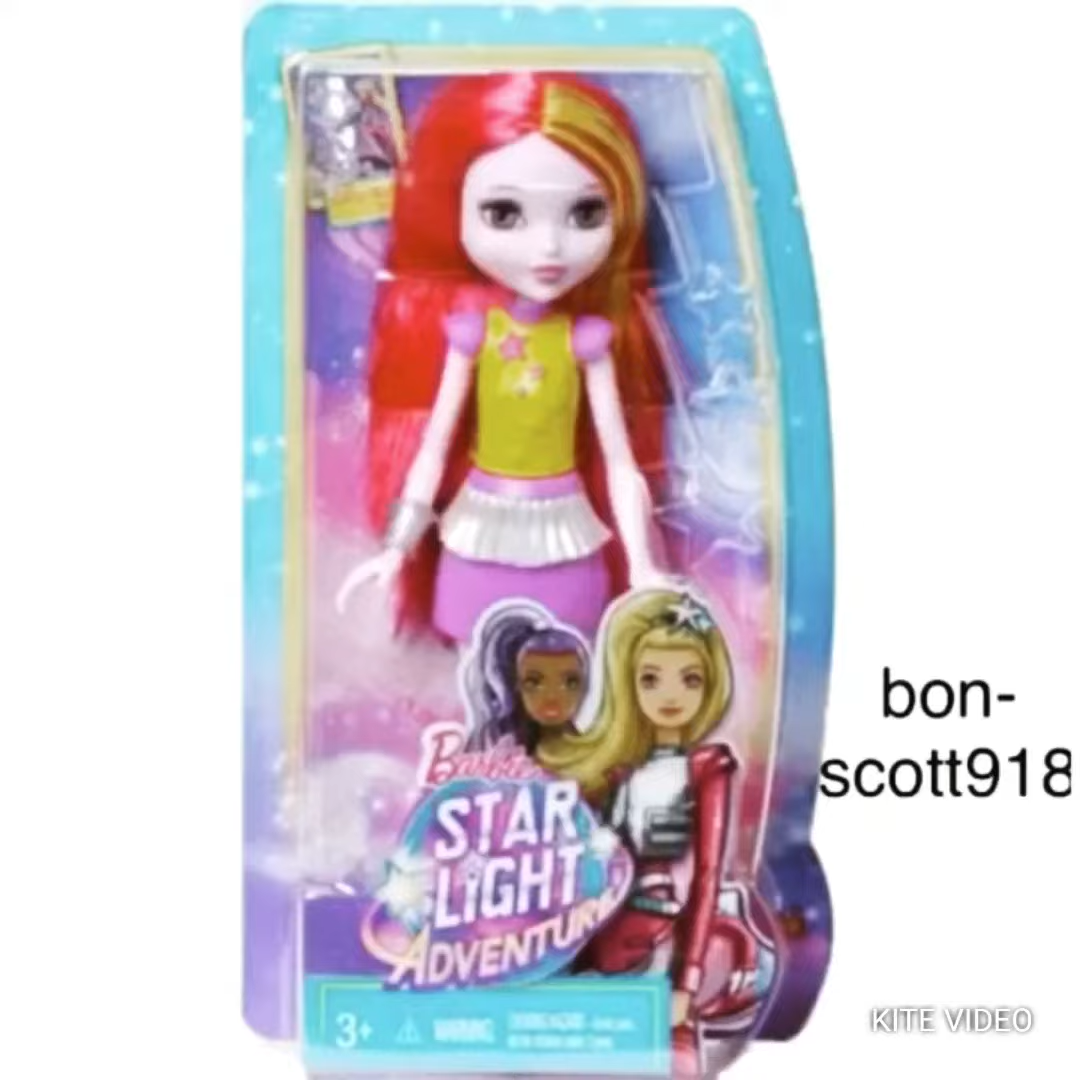 Barbie
STAR
LIGHT
ADVENTURE
bon-
scott918
3+ WARNING
KITE VIDEO